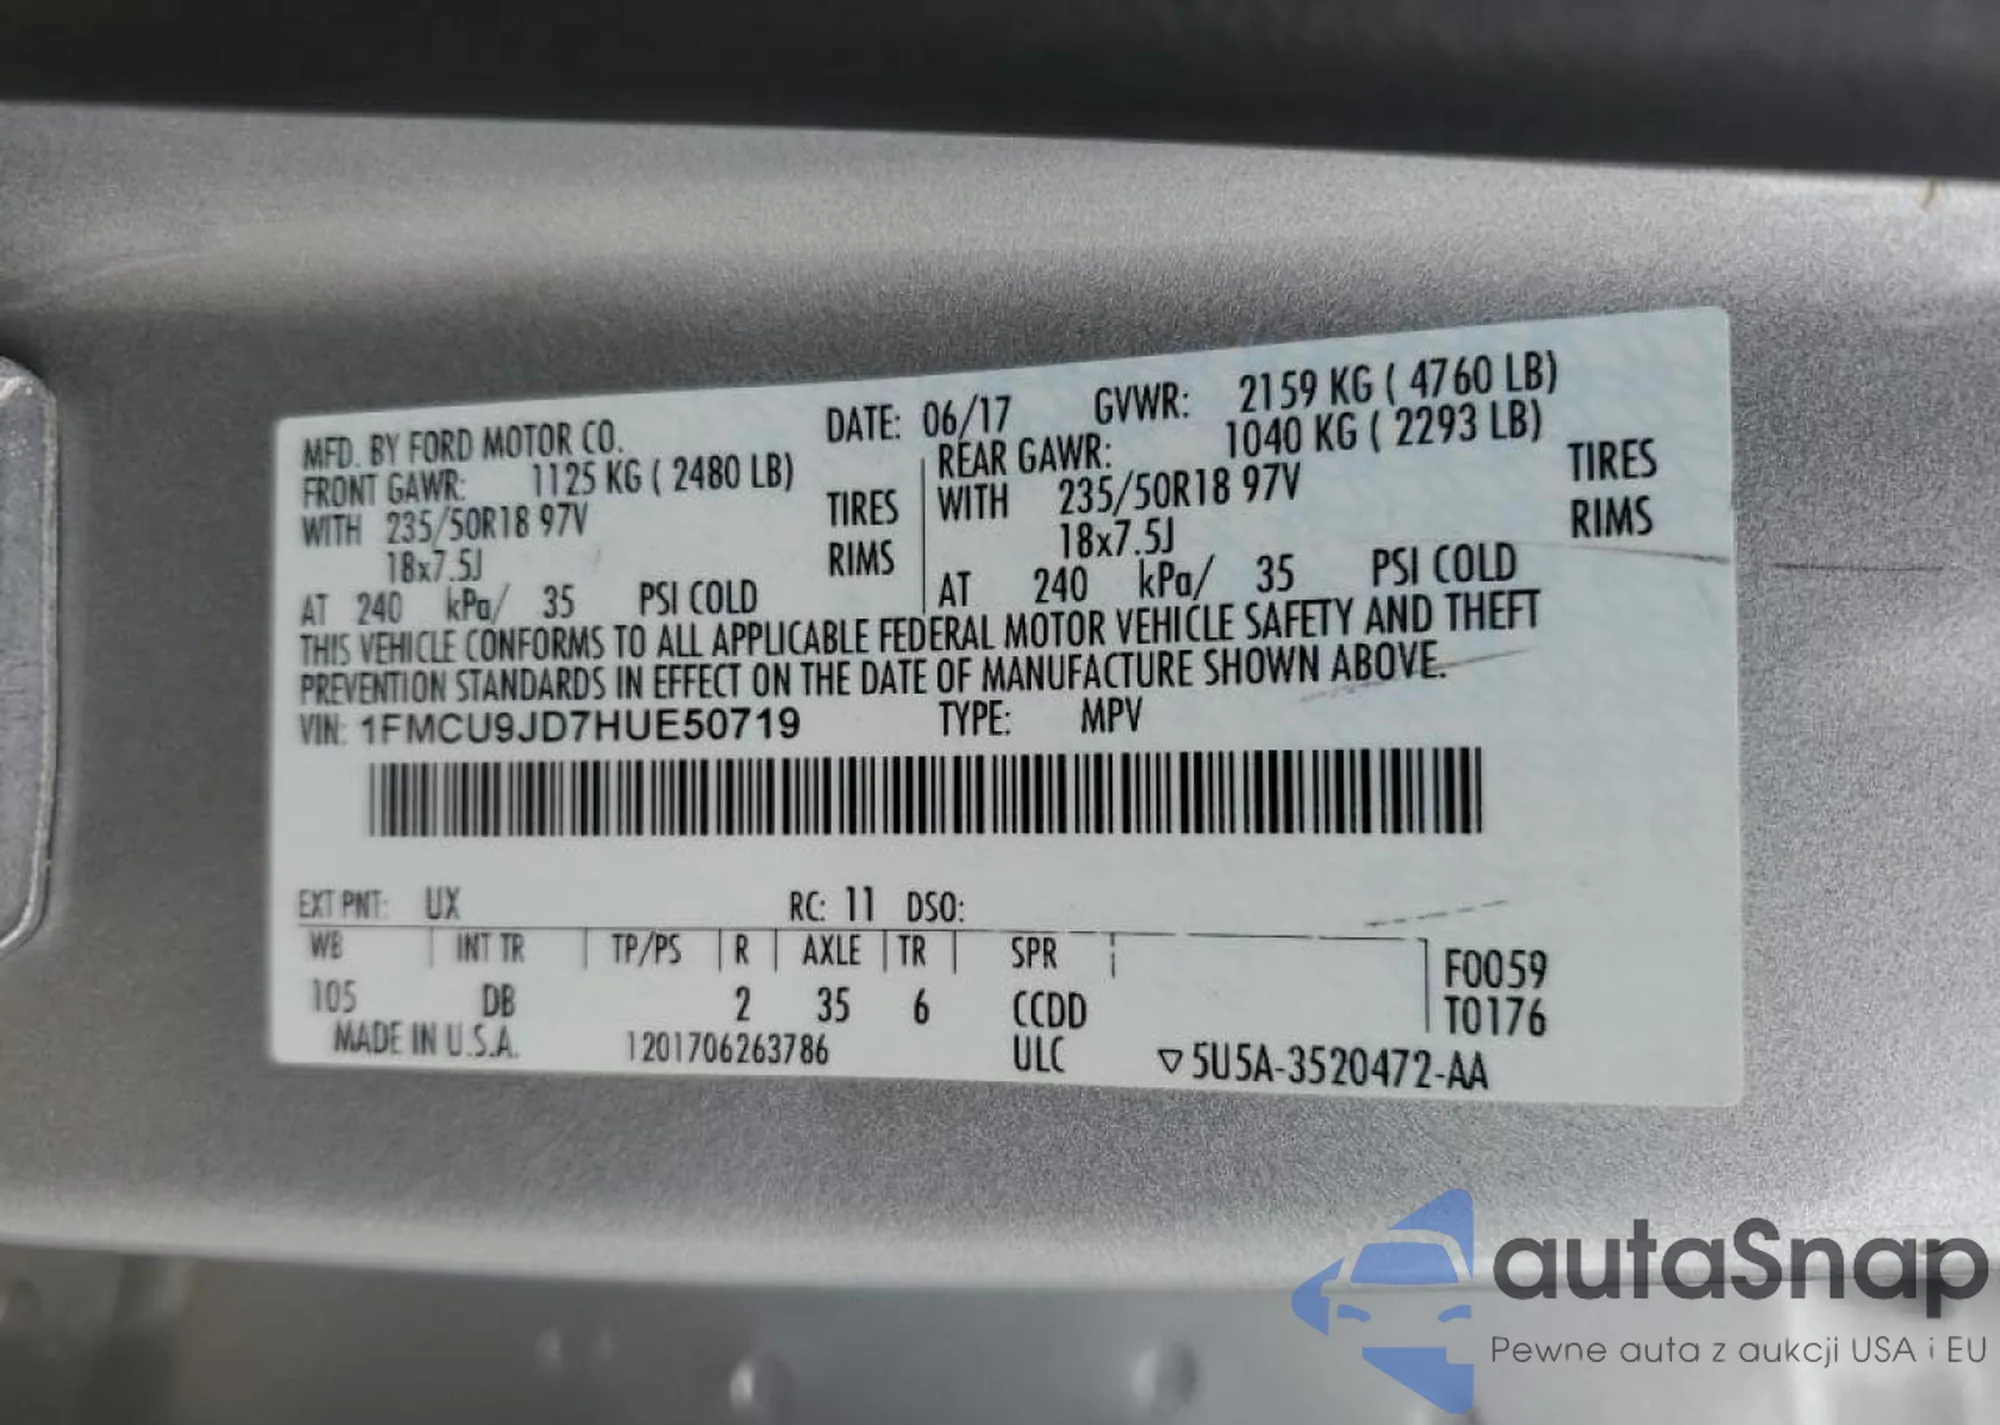 MFD. BY FORD MOTOR CO. DATE: 06/17 GVWR: 2159 KG ( 4760 LB)
FRONT GAWR: 1125 KG ( 2480 LB) REAR GAWR: 1040 KG ( 2293 LB)
WITH 235/50R18 97V TIRES WITH 235/50R18 97V TIRES
18x7.5J RIMS 18x7.5J RIMS
AT 240 kPa/ 35 PSI COLD AT 240 kPa/ 35 PSI COLD
THIS VEHICLE CONFORMS TO ALL APPLICABLE FEDERAL MOTOR VEHICLE SAFETY AND THEFT
PREVENTION STANDARDS IN EFFECT ON THE DATE OF MANUFACTURE SHOWN ABOVE.
VIN: 1FMCU9JD7HUE50719 TYPE: MPV
EXT PNT: UX RC: 11 DSO:
WB INT TR TP/PS R AXLE TR SPR F0059
105 DB 2 35 6 CCDD T0176
MADE IN U.S.A. 1201706263786 ULC ▽5U5A-3520472-AA
autaSnap
Pewne auta z aukcji USA i EU